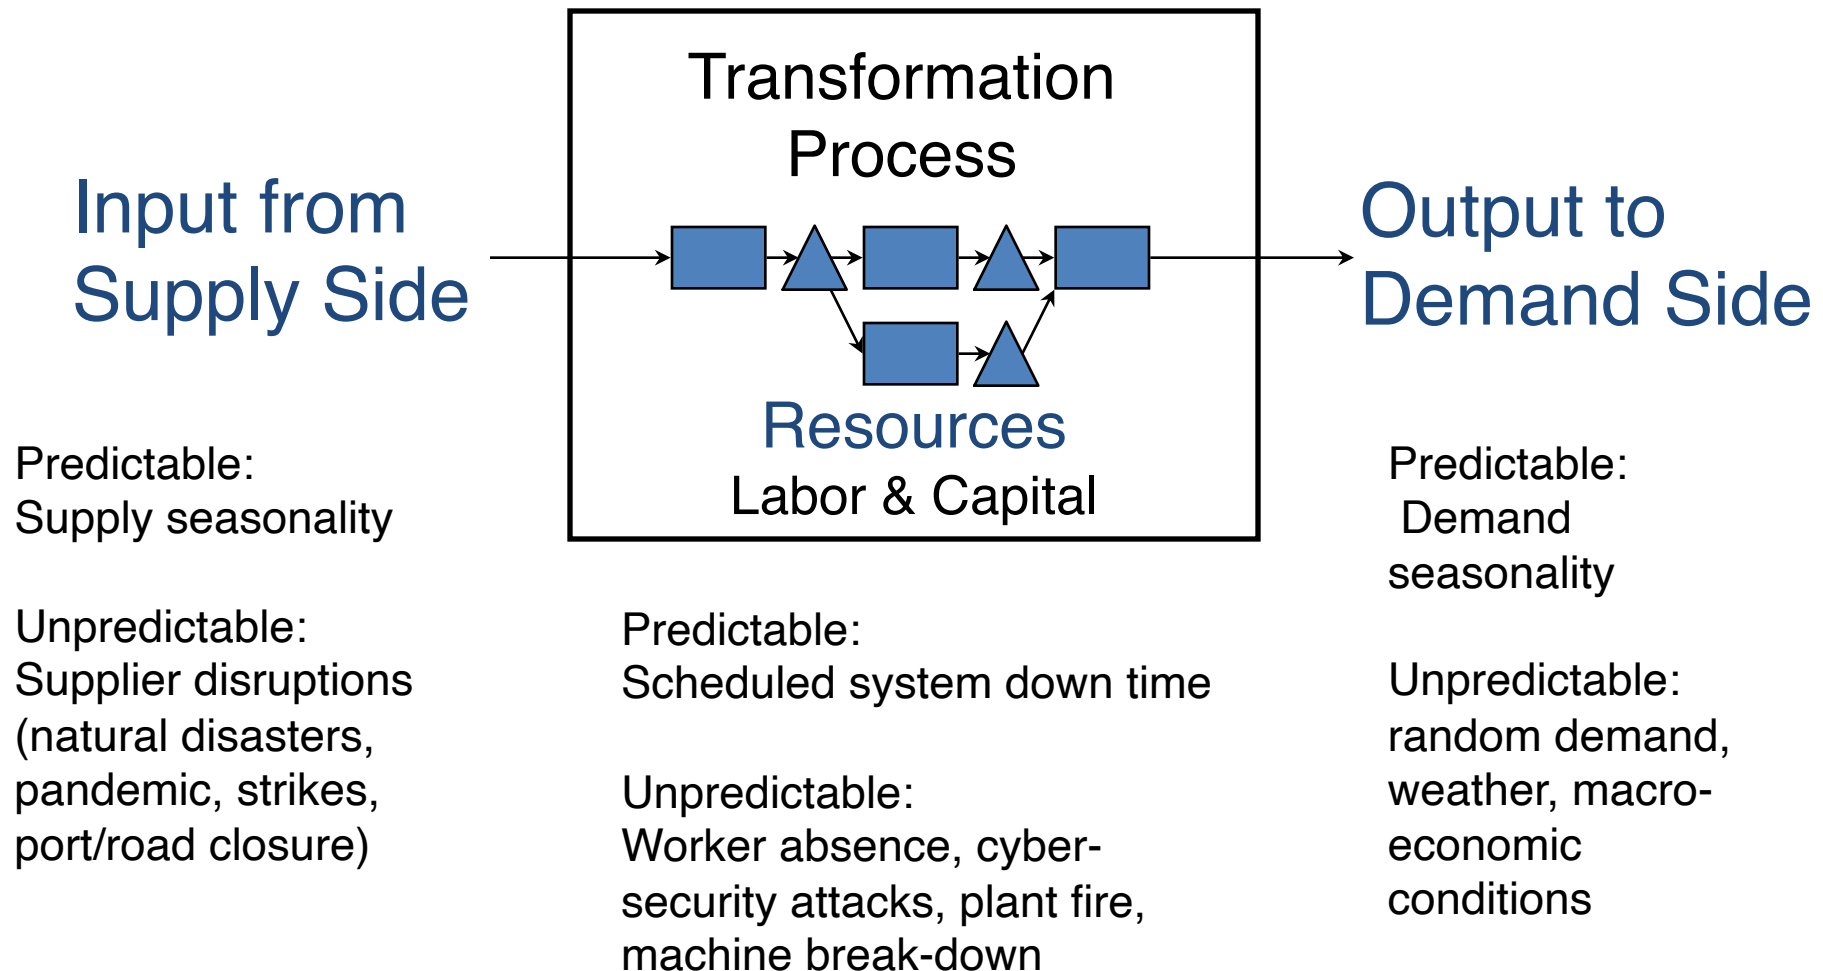 Transformation
Process
Input from
Supply Side
Output to
Demand Side
Resources
Labor & Capital
Predictable:
Supply seasonality
Unpredictable:
Supplier disruptions
(natural disasters,
pandemic, strikes,
port/road closure)
Predictable:
Scheduled system down time
Unpredictable:
Worker absence, cyber-
security attacks, plant fire,
machine break-down
Predictable:
Demand
seasonality
Unpredictable:
random demand,
weather, macro-
economic
conditions